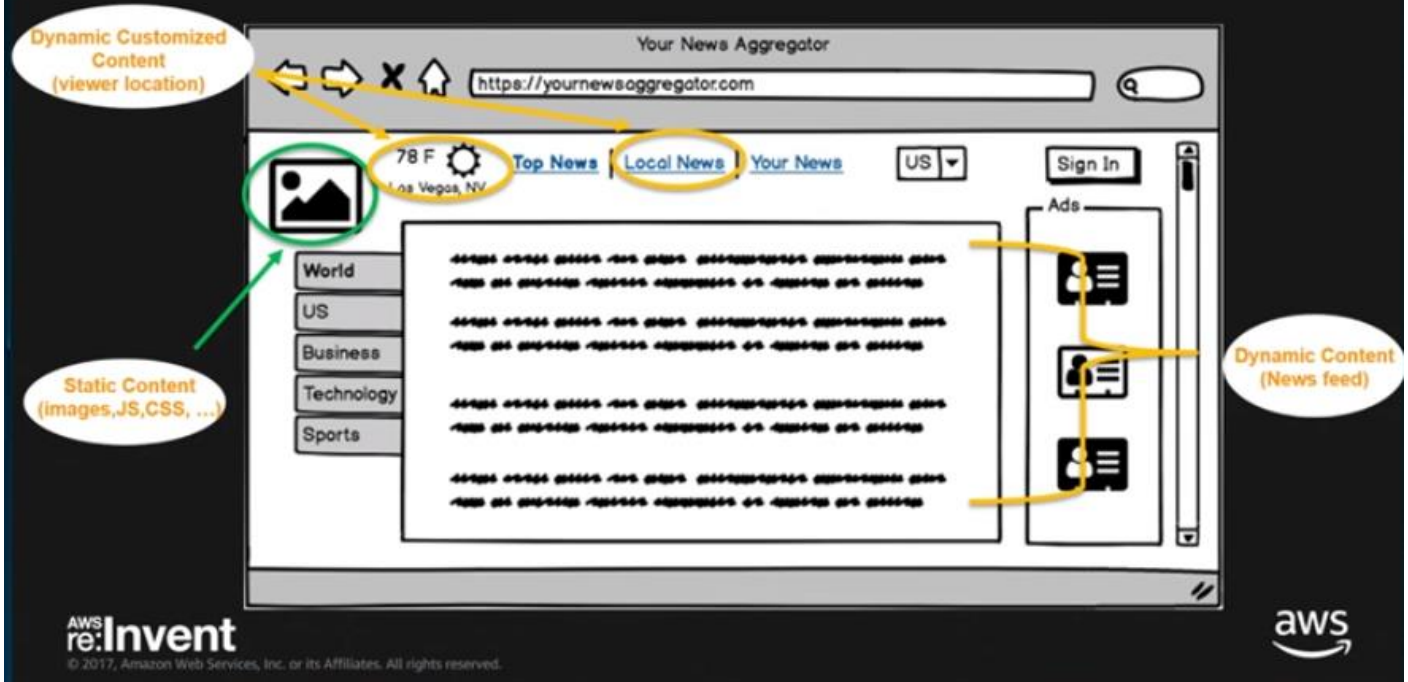 Dynamic Customized
Content
(viewer location)
Your News Aggregator
https://yournewsaggregator.com
78 F
Las Vegas, NV
Top News
Local News
Your News
US
Sign In
Ads
World
US
Business
Technology
Sports
Static Content
(images,JS,CSS, ...)
Dynamic Content
(News feed)
AWS
re:Invent
© 2017, Amazon Web Services, Inc. or its Affiliates. All rights reserved.
aws